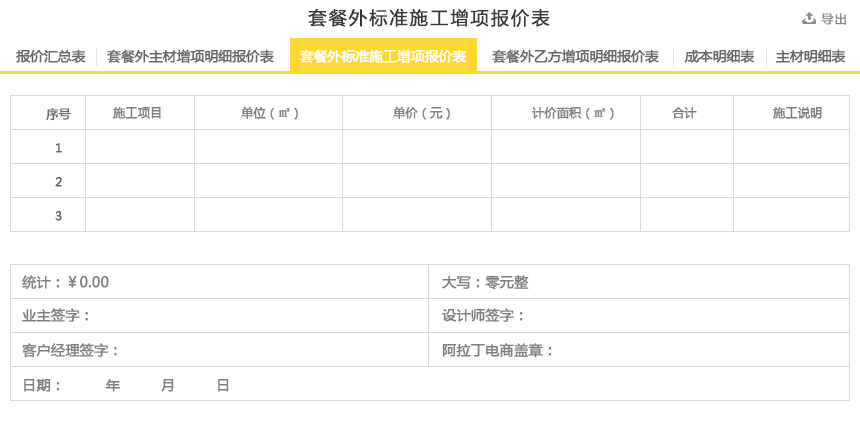 套餐外标准施工增项报价表
导出
报价汇总表 套餐外主材增项明细报价表 套餐外标准施工增项报价表 套餐外乙方增项明细报价表 成本明细表 主材明细表
序号 施工项目 单位（㎡） 单价（元） 计价面积（㎡） 合计 施工说明
1
2
3
统计：￥0.00 大写：零元整
业主签字： 设计师签字：
客户经理签字： 阿拉丁电商盖章：
日期： 年 月 日